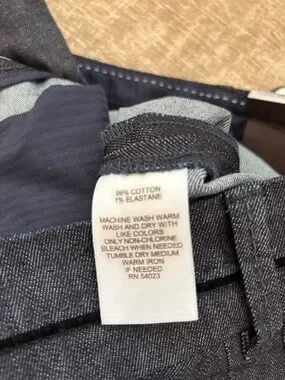 99% COTTON
1% ELASTANE
MACHINE WASH WARM
WASH AND DRY WITH
LIKE COLORS
ONLY NON-CHLORINE
BLEACH WHEN NEEDED
TUMBLE DRY MEDIUM
WARM IRON
IF NEEDED
RN 54023